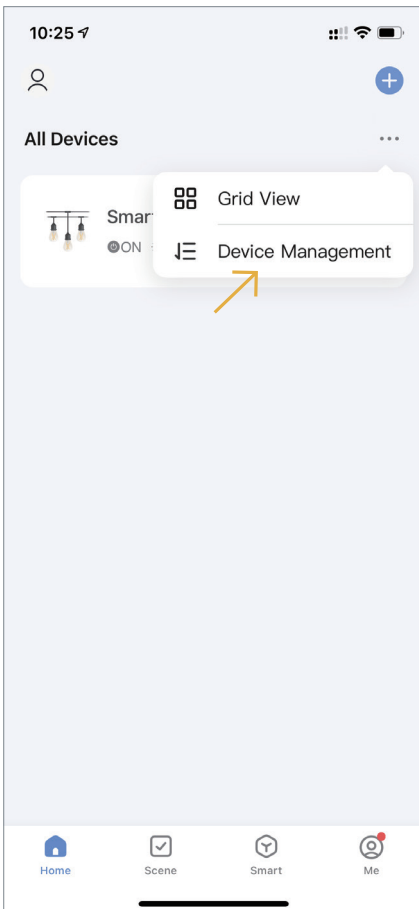 10:25
All Devices
Grid View
Smar
ON
Device Management
Home
Scene
Smart
Me